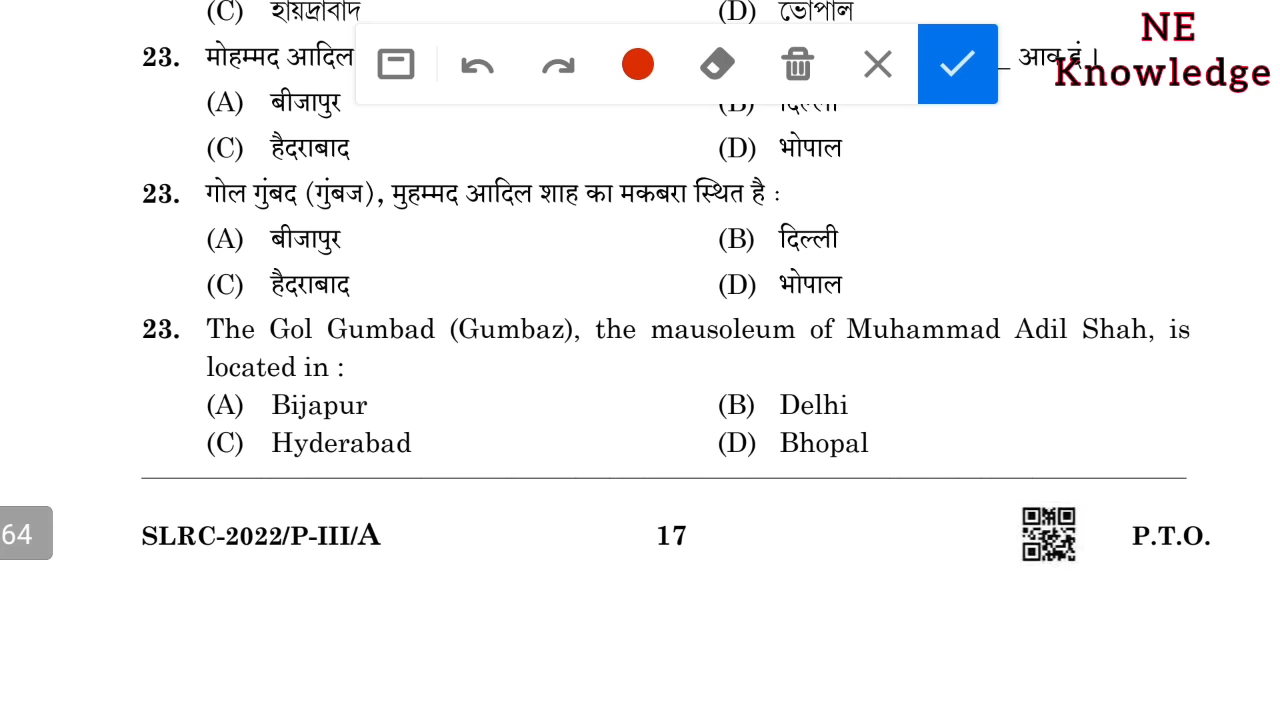 (C) হায়দ্রাবাদ (D) ভোপাল
NE
23. मोहम्मद आदिल
Knowledge
(A) बीजापुर (B) दिल्ली
(C) हैदराबाद (D) भोपाल
23. गोल गुंबद (गुंबज), मुहम्मद आदिल शाह का मकबरा स्थित है :
(A) बीजापुर (B) दिल्ली
(C) हैदराबाद (D) भोपाल
23. The Gol Gumbad (Gumbaz), the mausoleum of Muhammad Adil Shah, is
located in :
(A) Bijapur (B) Delhi
(C) Hyderabad (D) Bhopal
64
SLRC-2022/P-III/A 17 P.T.O.